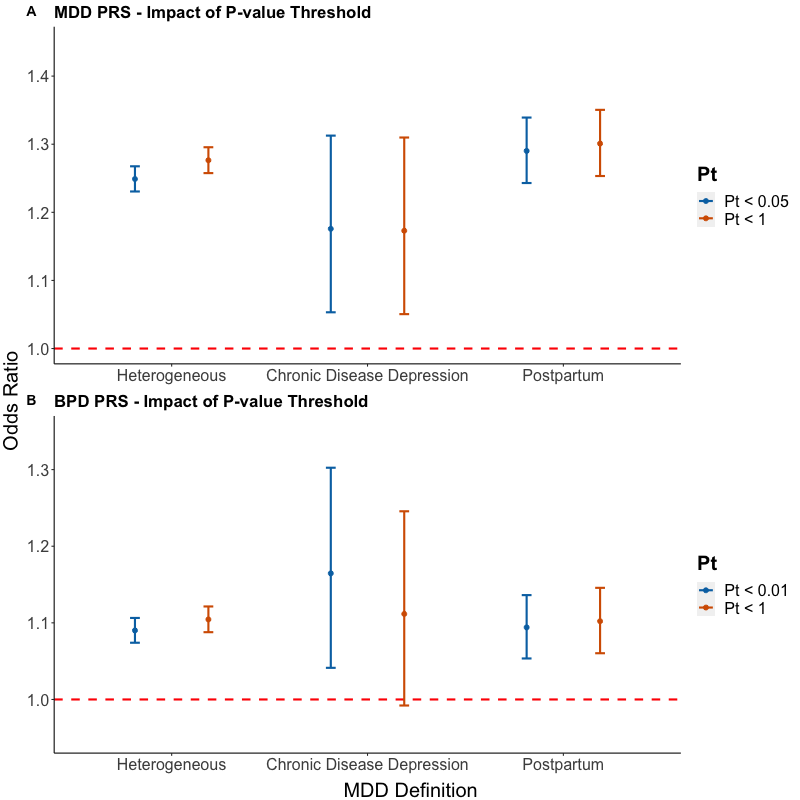 A MDD PRS - Impact of P-value Threshold
1.4
1.3
1.2
1.1
1.0
Heterogeneous Chronic Disease Depression Postpartum
Pt
Pt < 0.05
Pt < 1
Odds Ratio
B BPD PRS - Impact of P-value Threshold
1.3
1.2
1.1
1.0
Heterogeneous Chronic Disease Depression Postpartum
Pt
Pt < 0.01
Pt < 1
MDD Definition